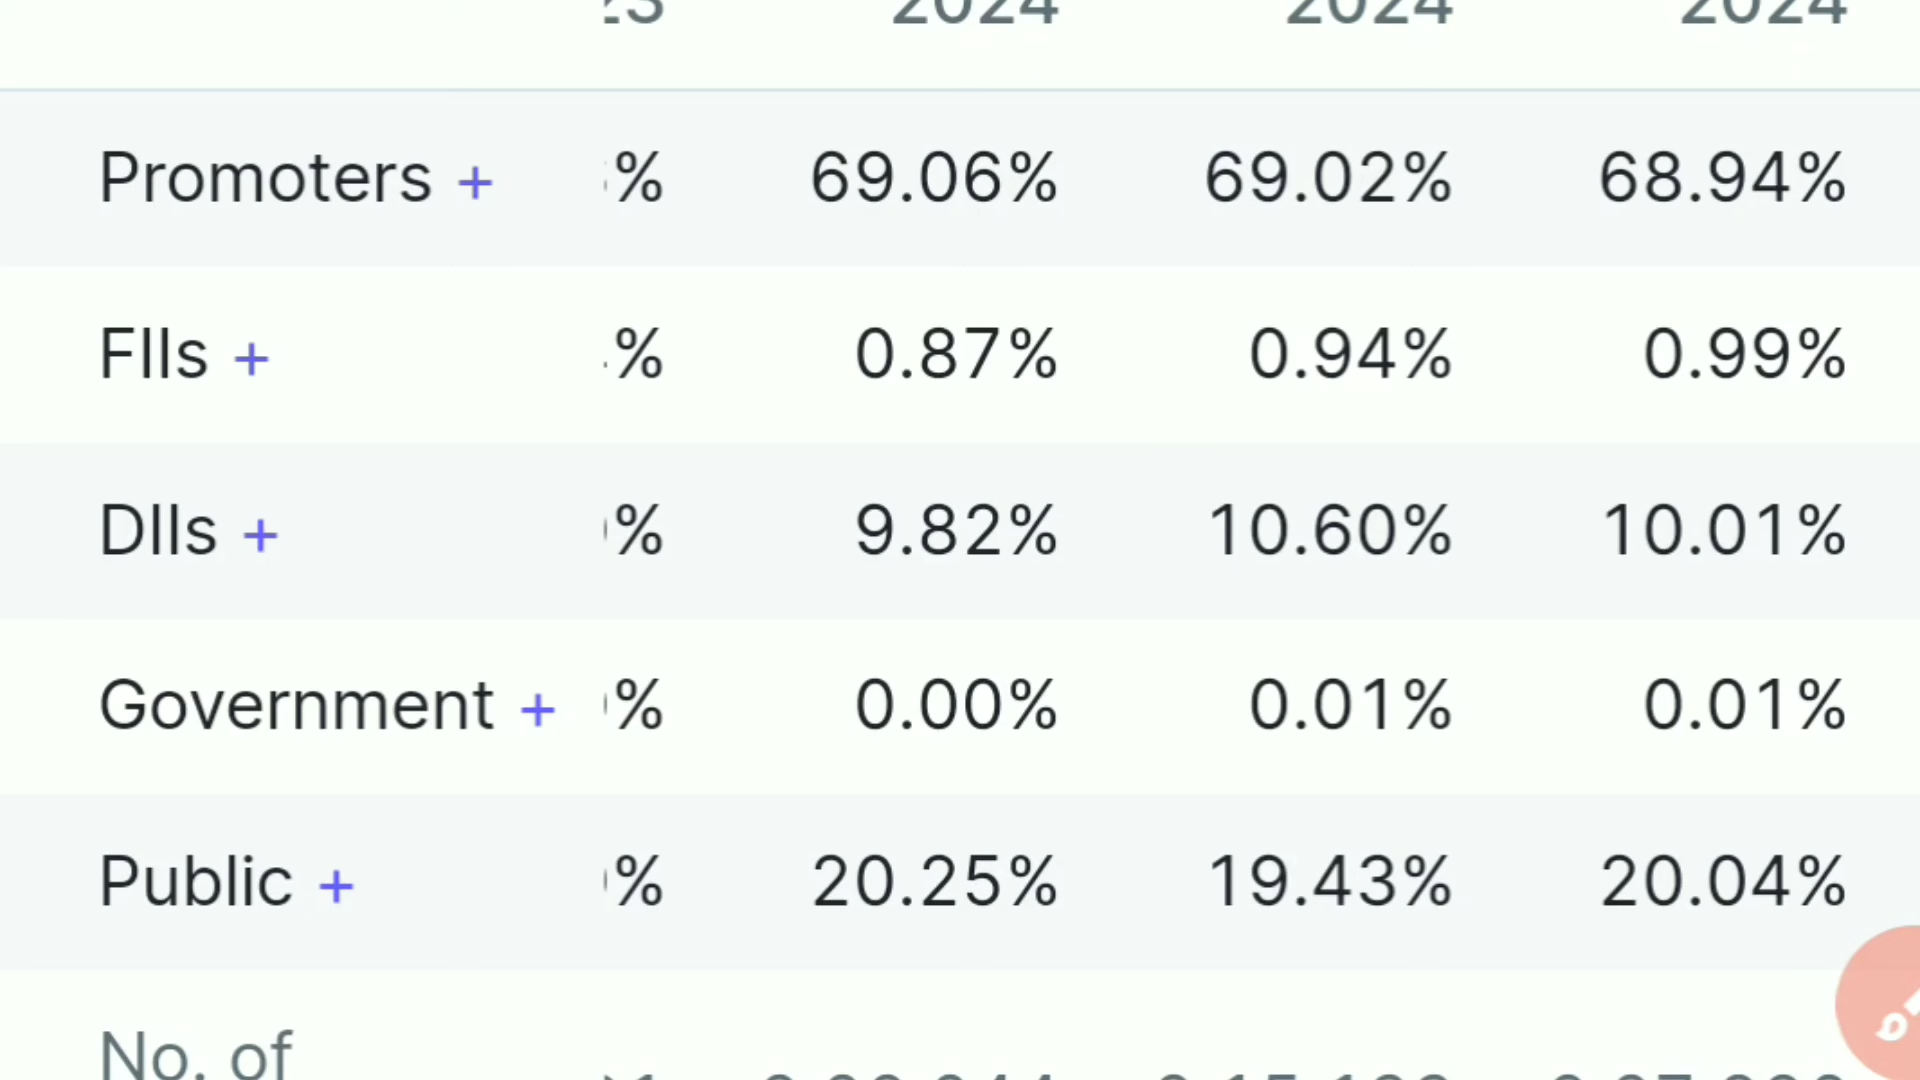 2024 2024 2024
Promoters + % 69.06% 69.02% 68.94%
FIIs + % 0.87% 0.94% 0.99%
DIIs + % 9.82% 10.60% 10.01%
Government + % 0.00% 0.01% 0.01%
Public + % 20.25% 19.43% 20.04%
No. of